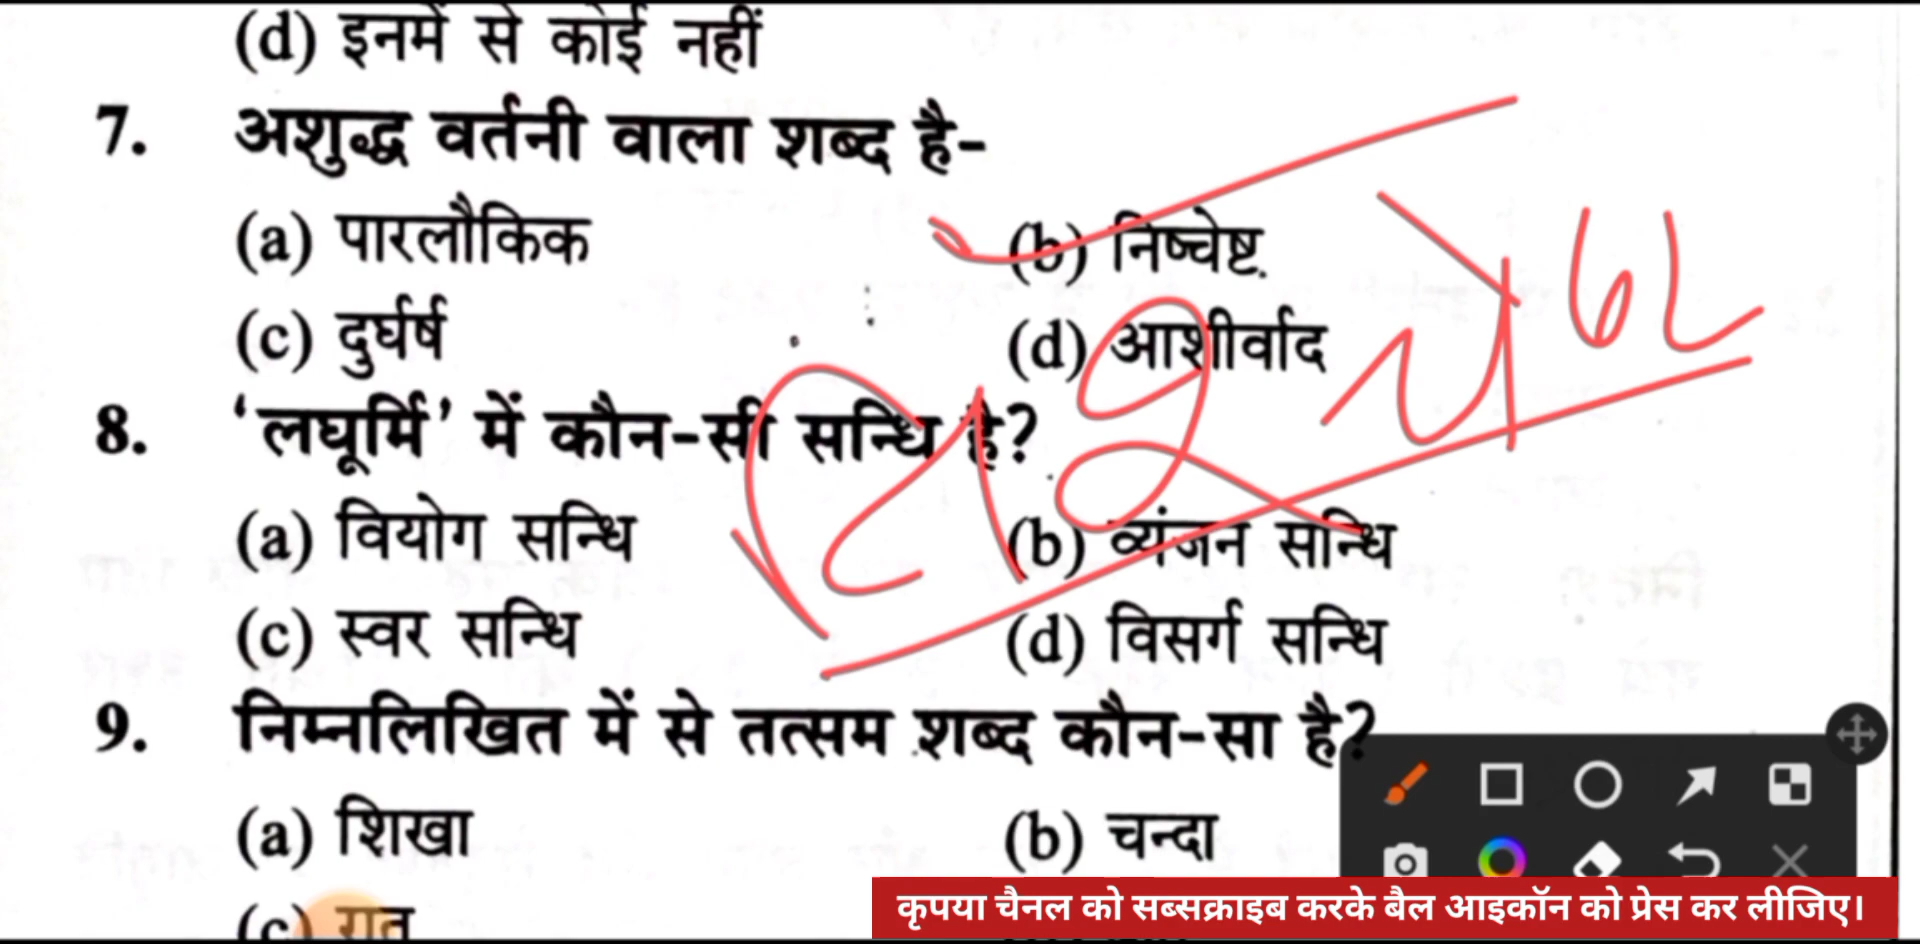 (d) इनमें से कोई नहीं
7. अशुद्ध वर्तनी वाला शब्द है-
(a) पारलौकिक (b) निष्चेष्ट
(c) दुर्घर्ष (d) आशीर्वाद
8. ‘लघूर्मि’ में कौन-सी सन्धि है?
(a) वियोग सन्धि (b) व्यंजन सन्धि
(c) स्वर सन्धि (d) विसर्ग सन्धि
9. निम्नलिखित में से तत्सम शब्द कौन-सा है?
(a) शिखा (b) चन्दा
(c)
कृपया चैनल को सब्सक्राइब करके बैल आइकॉन को प्रेस कर लीजिए।